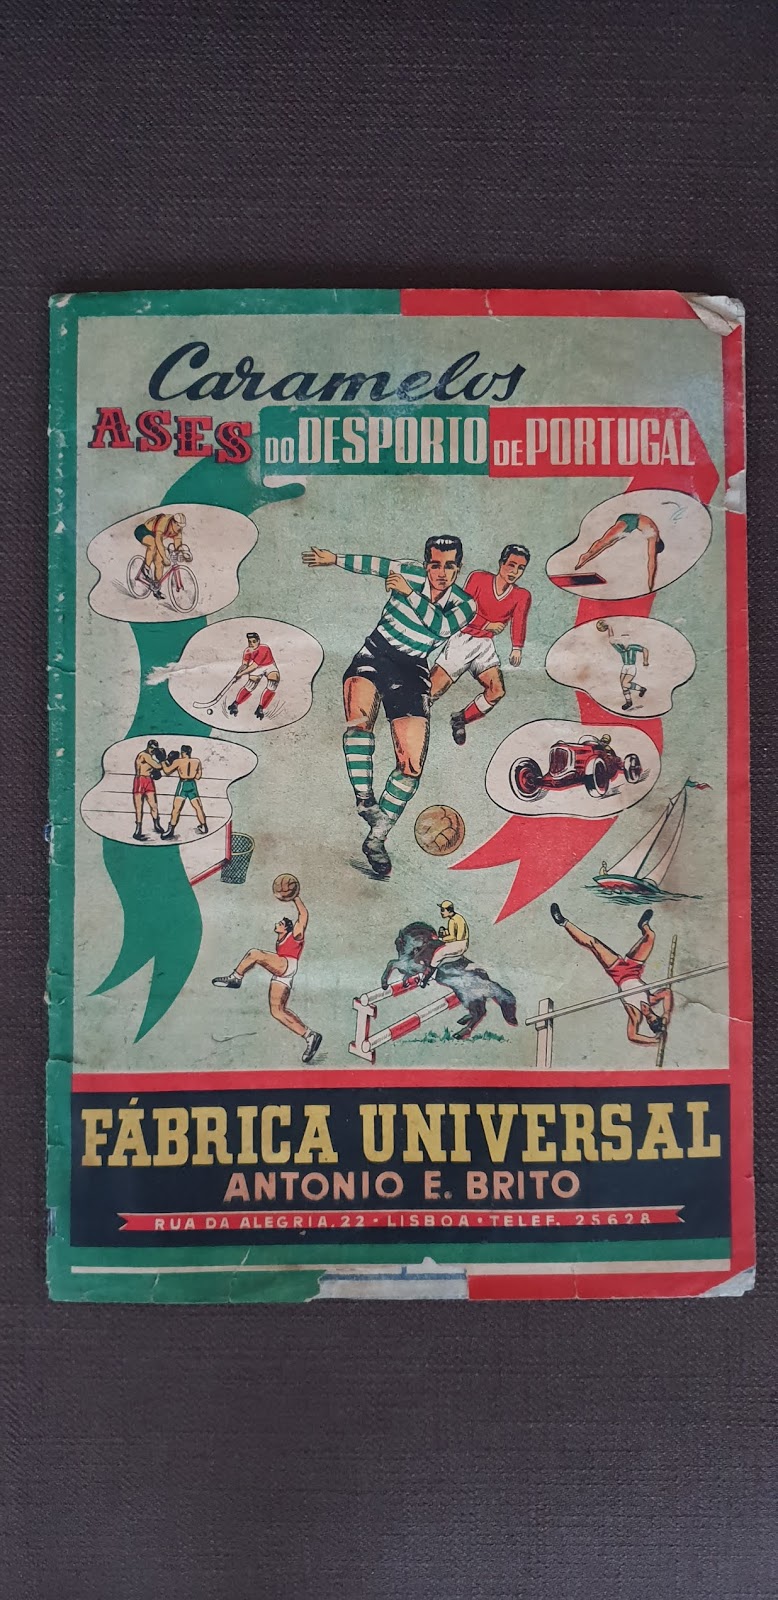 Caramelos
ASES DO DESPORTO DE PORTUGAL
FÁBRICA UNIVERSAL
ANTONIO E. BRITO
RUA DA ALEGRIA, 22 • LISBOA • TELEF. 25628